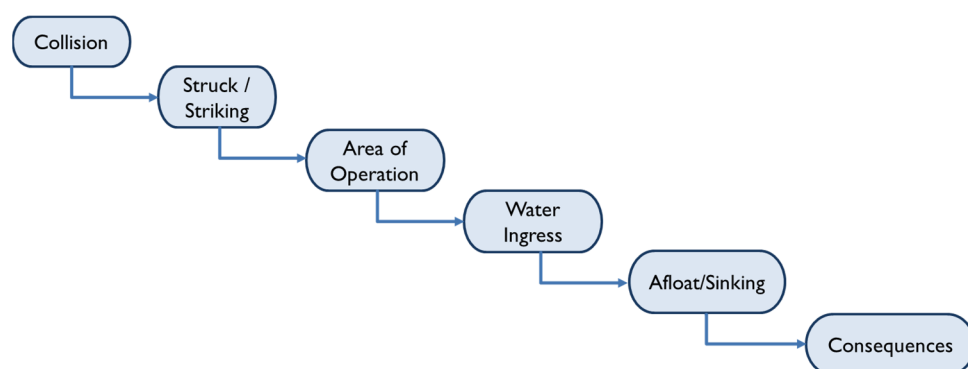 Collision
Struck /
Striking
Area of
Operation
Water
Ingress
Afloat/Sinking
Consequences